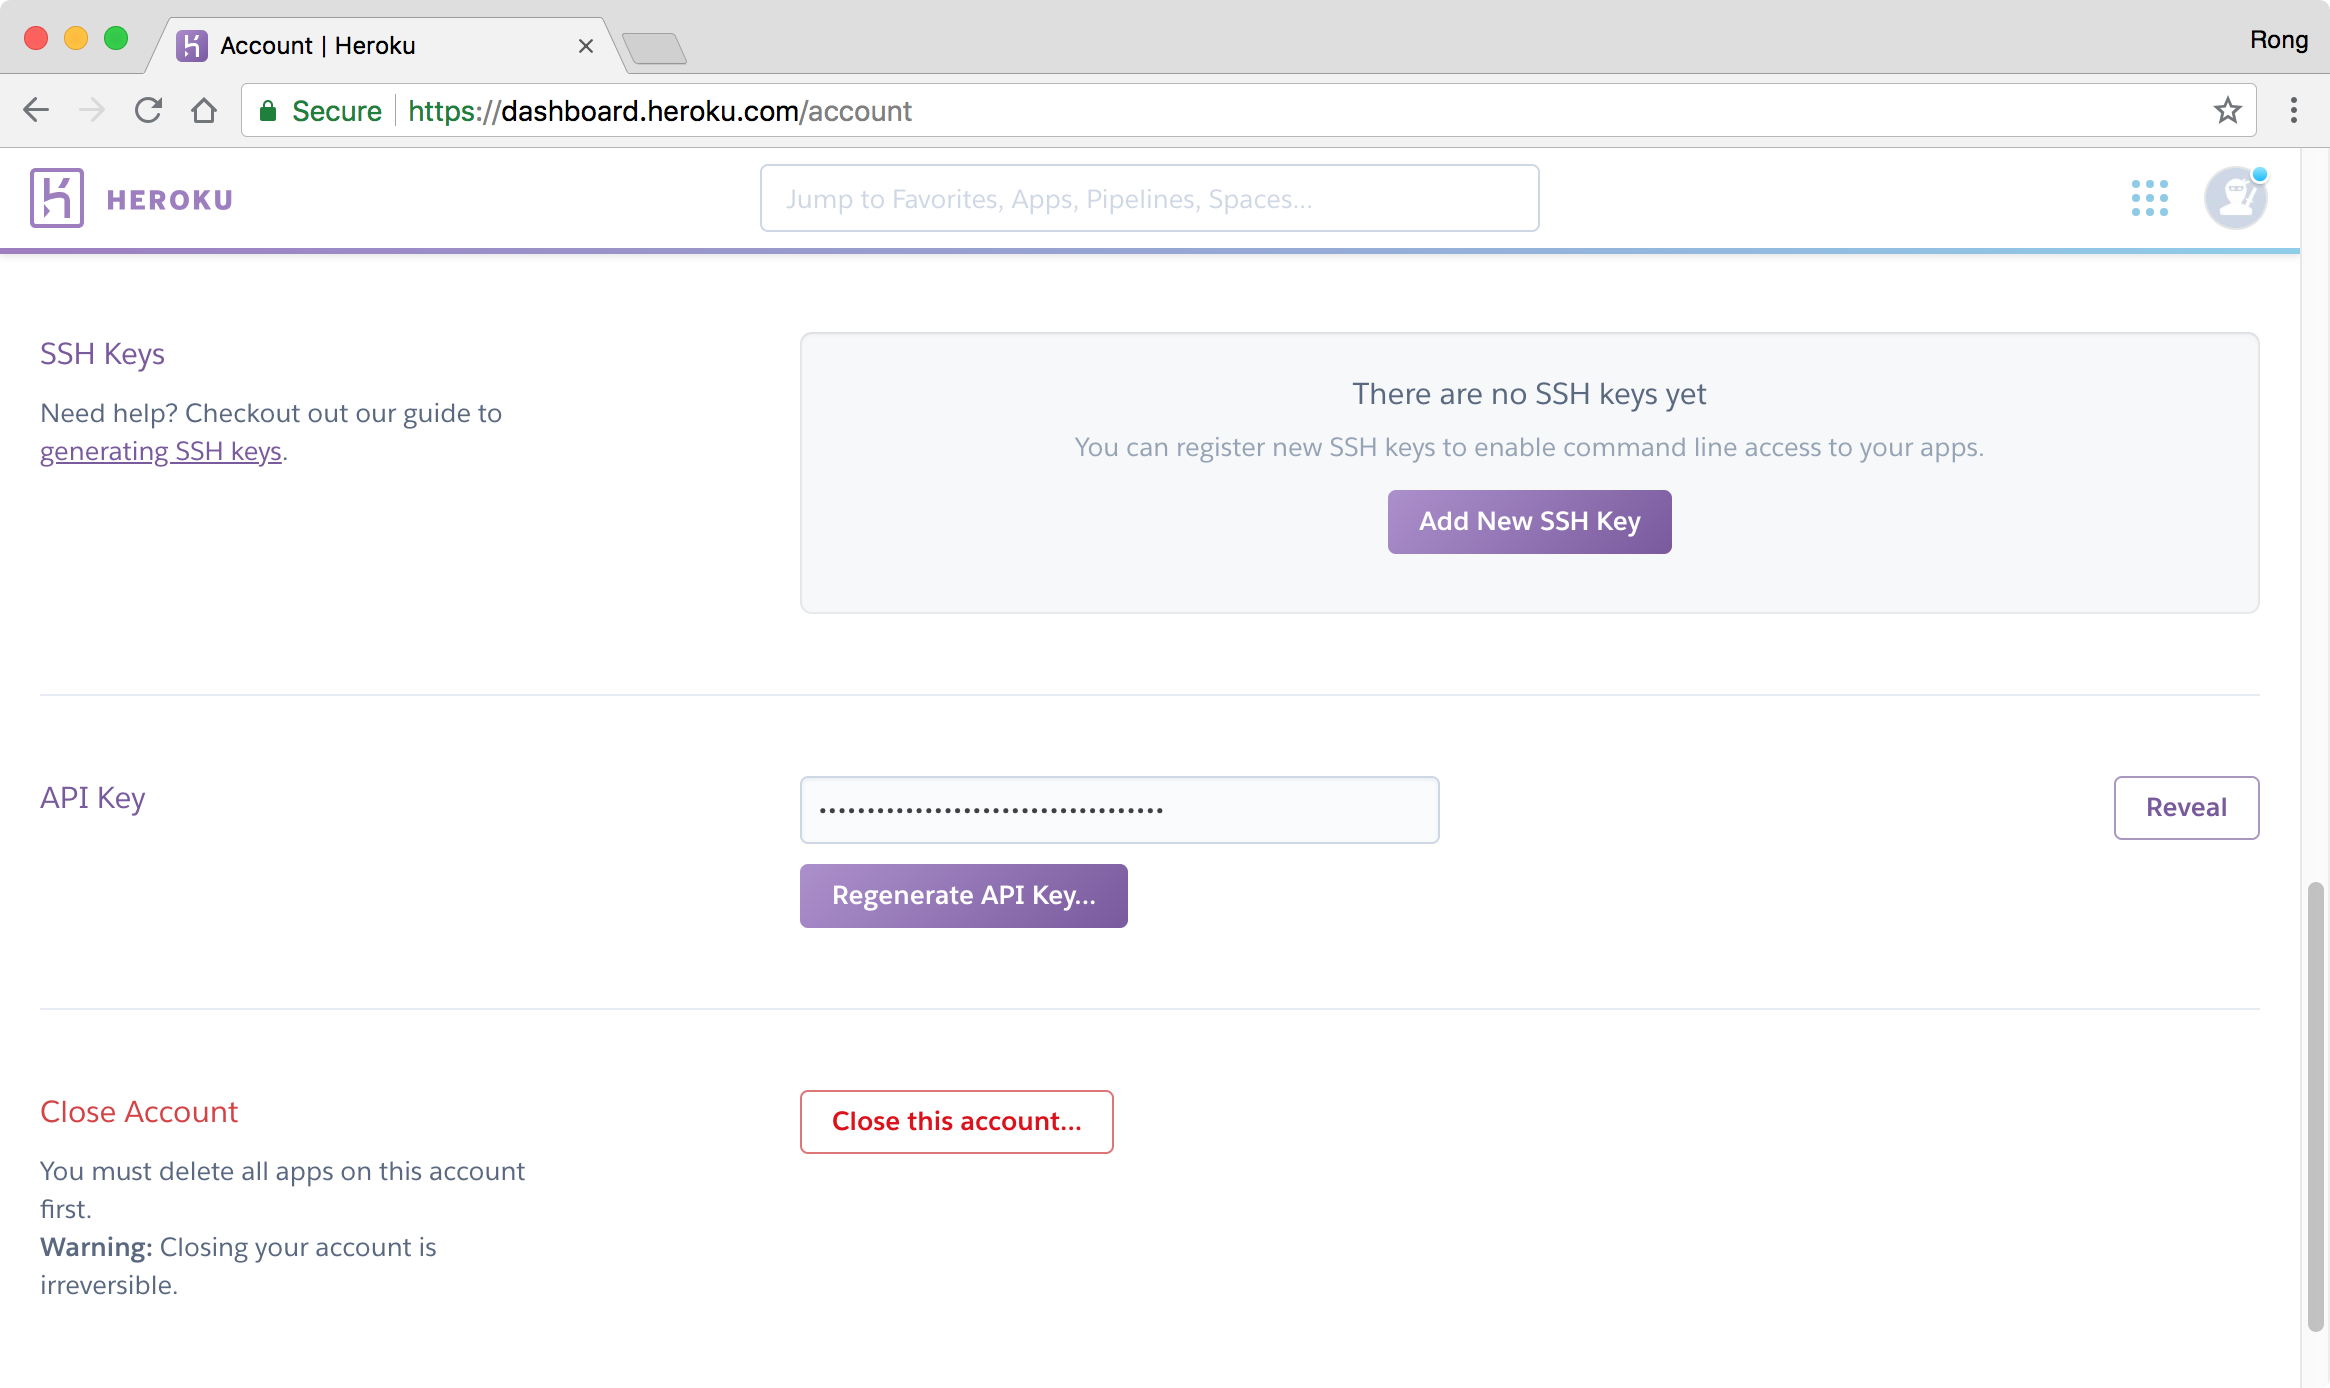 Account | Heroku
Rong
Secure
https://dashboard.heroku.com/account
HEROKU
Jump to Favorites, Apps, Pipelines, Spaces...
SSH Keys
Need help? Checkout out our guide to
generating SSH keys.
There are no SSH keys yet
You can register new SSH keys to enable command line access to your apps.
Add New SSH Key
API Key
••••••••••••••••••••••••••••••••••••
Reveal
Regenerate API Key...
Close Account
You must delete all apps on this account
first.
Warning: Closing your account is
irreversible.
Close this account...